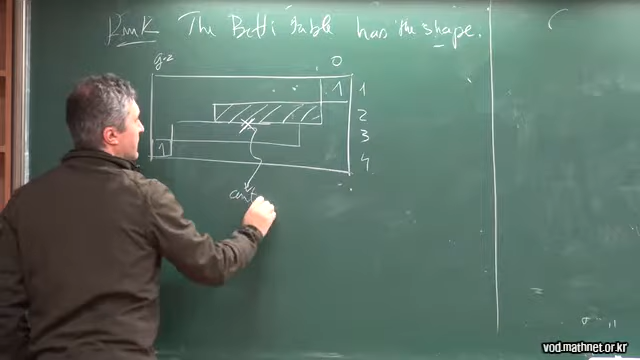 Rmk The Betti table has the shape.
g-2 0
1 1
2
3
1 4
cent
vod.mathnet.or.kr